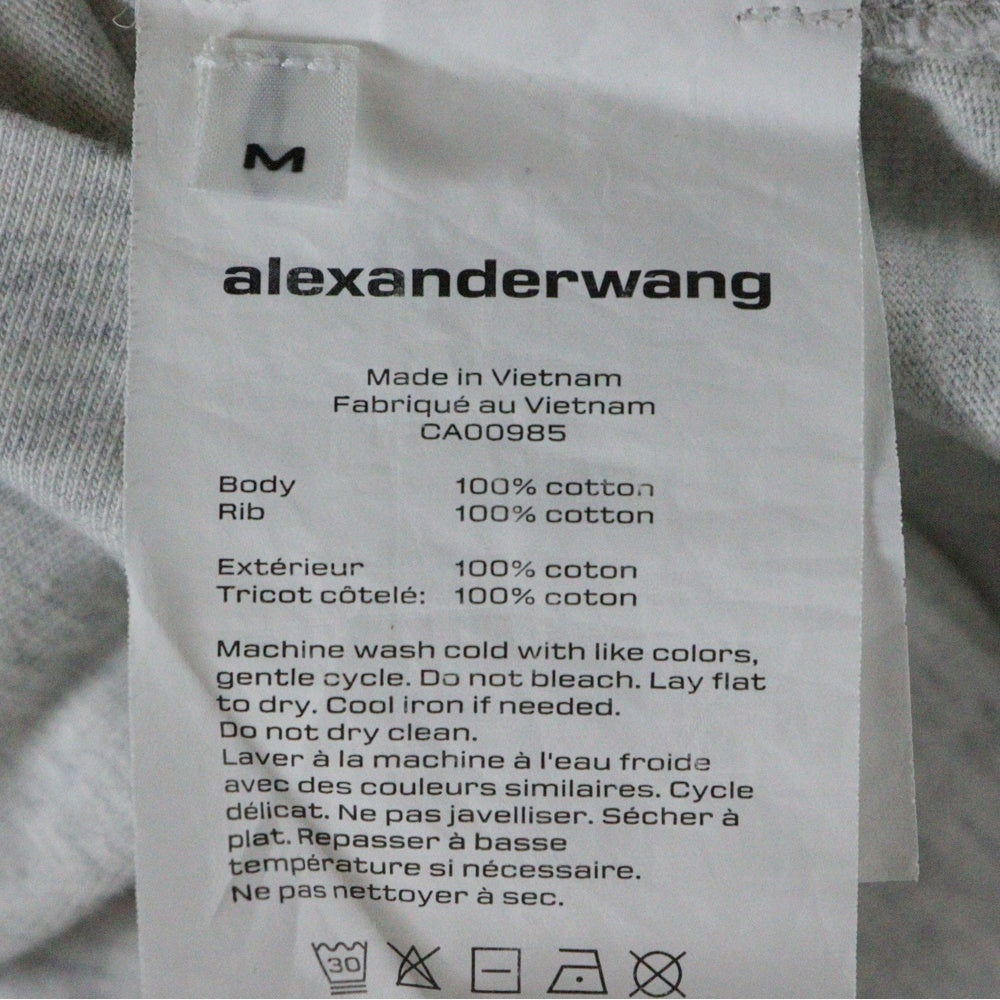 M
alexanderwang
Made in Vietnam
Fabriqué au Vietnam
CA00985
Body 100% cotton
Rib 100% cotton
Extérieur 100% coton
Tricot côtelé: 100% coton
Machine wash cold with like colors,
gentle cycle. Do not bleach. Lay flat
to dry. Cool iron if needed.
Do not dry clean.
Laver à la machine à l'eau froide
avec des couleurs similaires. Cycle
délicat. Ne pas javelliser. Sécher à
plat. Repasser à basse
température si nécessaire.
Ne pas nettoyer à sec.
30